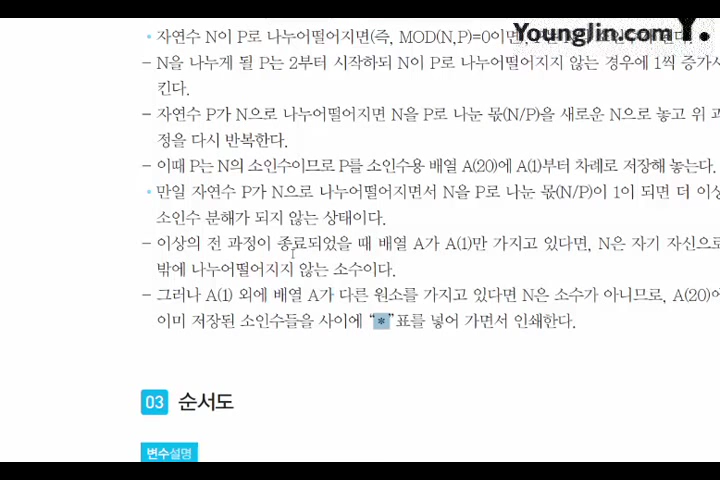 Younglin.com Y.
• 자연수 N이 P로 나누어떨어지면(즉, MOD(N,P)=0이면),
– N을 나누게 될 P는 2부터 시작하되 N이 P로 나누어떨어지지 않는 경우에 1씩 증가시
킨다.
– 자연수 P가 N으로 나누어떨어지면 N을 P로 나눈 몫(N/P)을 새로운 N으로 놓고 위 과
정을 다시 반복한다.
– 이때 P는 N의 소인수이므로 P를 소인수용 배열 A(20)에 A(1)부터 차례로 저장해 놓는다.
• 만일 자연수 P가 N으로 나누어떨어지면서 N을 P로 나눈 몫(N/P)이 1이 되면 더 이상
소인수 분해가 되지 않는 상태이다.
– 이상의 전 과정이 종료되었을 때 배열 A가 A(1)만 가지고 있다면, N은 자기 자신으로
밖에 나누어떨어지지 않는 소수이다.
– 그러나 A(1) 외에 배열 A가 다른 원소를 가지고 있다면 N은 소수가 아니므로, A(20)에
이미 저장된 소인수들을 사이에 “*”표를 넣어 가면서 인쇄한다.
03 순서도
변수설명